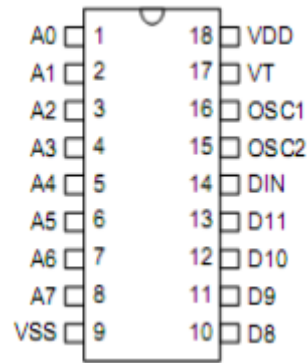 A0 1 18 VDD
A1 2 17 VT
A2 3 16 OSC1
A3 4 15 OSC2
A4 5 14 DIN
A5 6 13 D11
A6 7 12 D10
A7 8 11 D9
VSS 9 10 D8